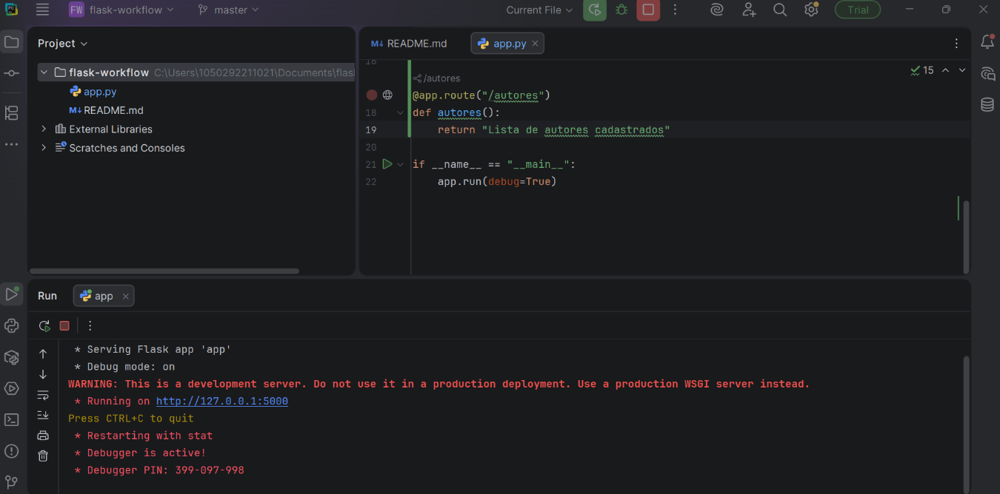 FW flask-workflow master Current File Trial
Project
README.md
app.py
flask-workflow C:\Users\1050292211021\Documents\flas
app.py
README.md
External Libraries
Scratches and Consoles
15
/autores
@app.route("/autores")
18 def autores():
19 return "Lista de autores cadastrados"
20
21 if __name__ == "__main__":
22 app.run(debug=True)
Run app
* Serving Flask app 'app'
* Debug mode: on
WARNING: This is a development server. Do not use it in a production deployment. Use a production WSGI server instead.
* Running on http://127.0.0.1:5000
Press CTRL+C to quit
* Restarting with stat
* Debugger is active!
* Debugger PIN: 399-097-998